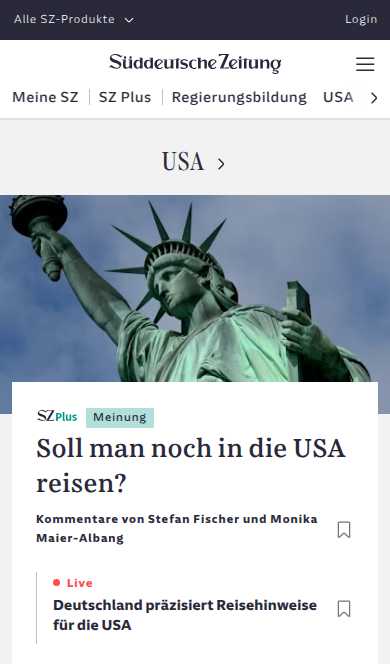 Alle SZ-Produkte
Login
Süddeutsche Zeitung
Meine SZ
SZ Plus
Regierungsbildung
USA
USA
SZ Plus
Meinung
Soll man noch in die USA
reisen?
Kommentare von Stefan Fischer und Monika
Maier-Albang
Live
Deutschland präzisiert Reisehinweise
für die USA